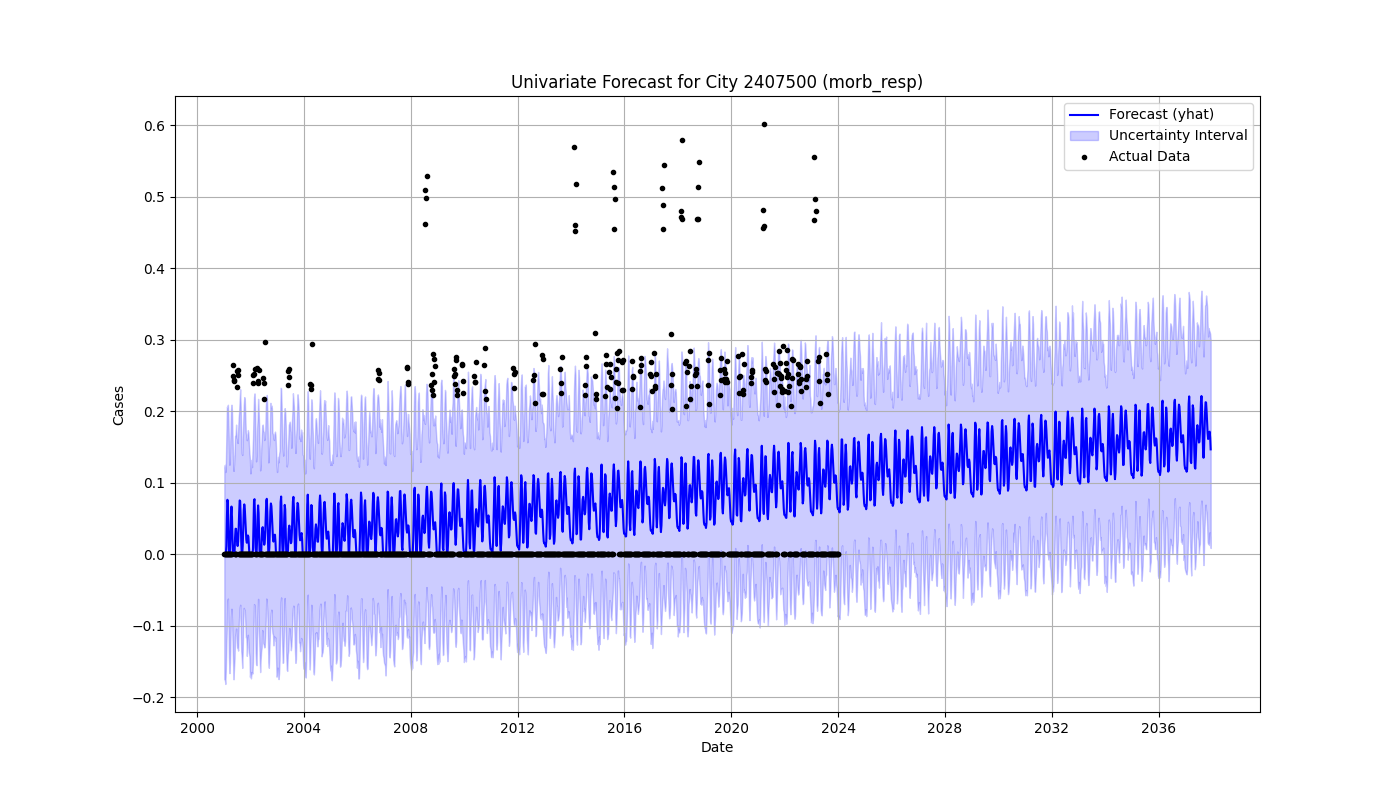 Univariate Forecast for City 2407500 (morb_resp)
Forecast (yhat)
Uncertainty Interval
Actual Data
Cases
0.6
0.5
0.4
0.3
0.2
0.1
0.0
−0.1
−0.2
2000 2004 2008 2012 2016 2020 2024 2028 2032 2036
Date